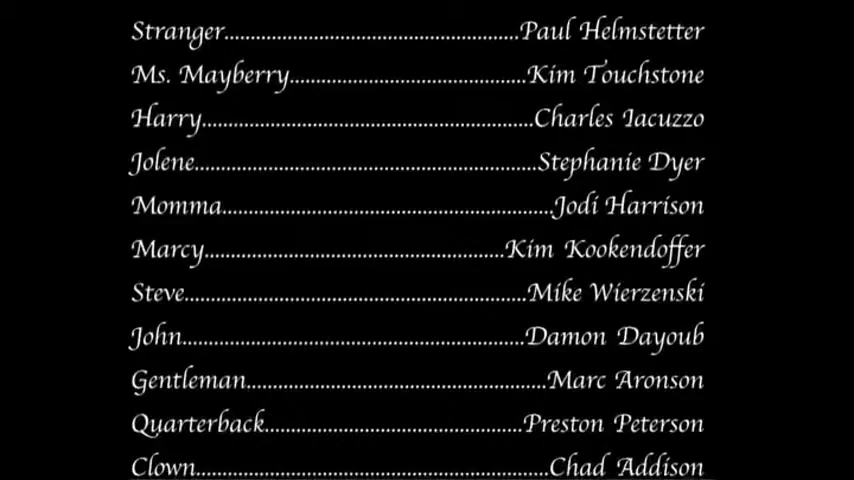 Stranger.......................................................Paul Helmstetter
Ms. Mayberry............................................Kim Touchstone
Harry..............................................................Charles Iacuzzo
Jolene................................................................Stephanie Dyer
Momma..............................................................Jodi Harrison
Marcy........................................................Kim Kookendoffer
Steve................................................................Mike Wierzenski
John................................................................Damon Dayoub
Gentleman........................................................Marc Aronson
Quarterback................................................Preston Peterson
Clown..................................................................Chad Addison